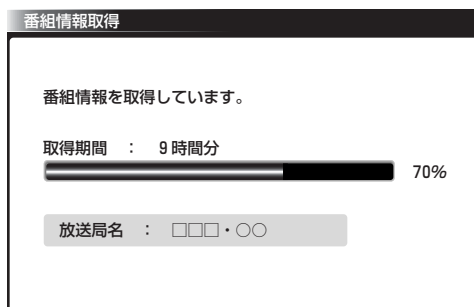 番組情報取得
番組情報を取得しています。
取得期間 : 9時間分
70%
放送局名 : □□□・○○